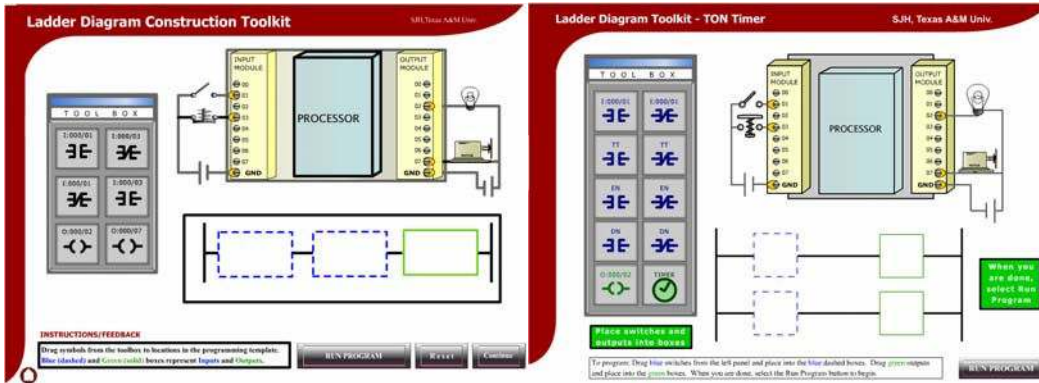 Ladder Diagram Construction Toolkit
SJH, Texas A&M Univ.
INPUT
MODULE
00
01
02
03
04
05
06
07
GND
PROCESSOR
OUTPUT
MODULE
00
01
02
03
04
05
06
07
GND
TOOL BOX
I:000/01 I:000/03
I:000/01 I:000/03
O:000/02 O:000/07
INSTRUCTIONS/FEEDBACK
Drag symbols from the toolbox to locations in the programming template.
Blue (dashed) and Green (solid) boxes represent Inputs and Outputs.
RUN PROGRAM
Reset
Continue
Ladder Diagram Toolkit - TON Timer
SJH, Texas A&M Univ.
TOOL BOX
I:000/01 I:000/01
TT TT
EN EN
DN DN
O:000/02 TIMER
INPUT
MODULE
00
01
02
03
04
05
06
07
GND
PROCESSOR
OUTPUT
MODULE
00
01
02
03
04
05
06
07
GND
When you
are done,
select Run
Program
Place switches and
outputs into boxes
To program: Drag blue switches from the left panel and place into the blue dashed boxes. Drag green outputs
and place into the green boxes. When you are done, select the Run Program button to begin.
RUN PROGRAM